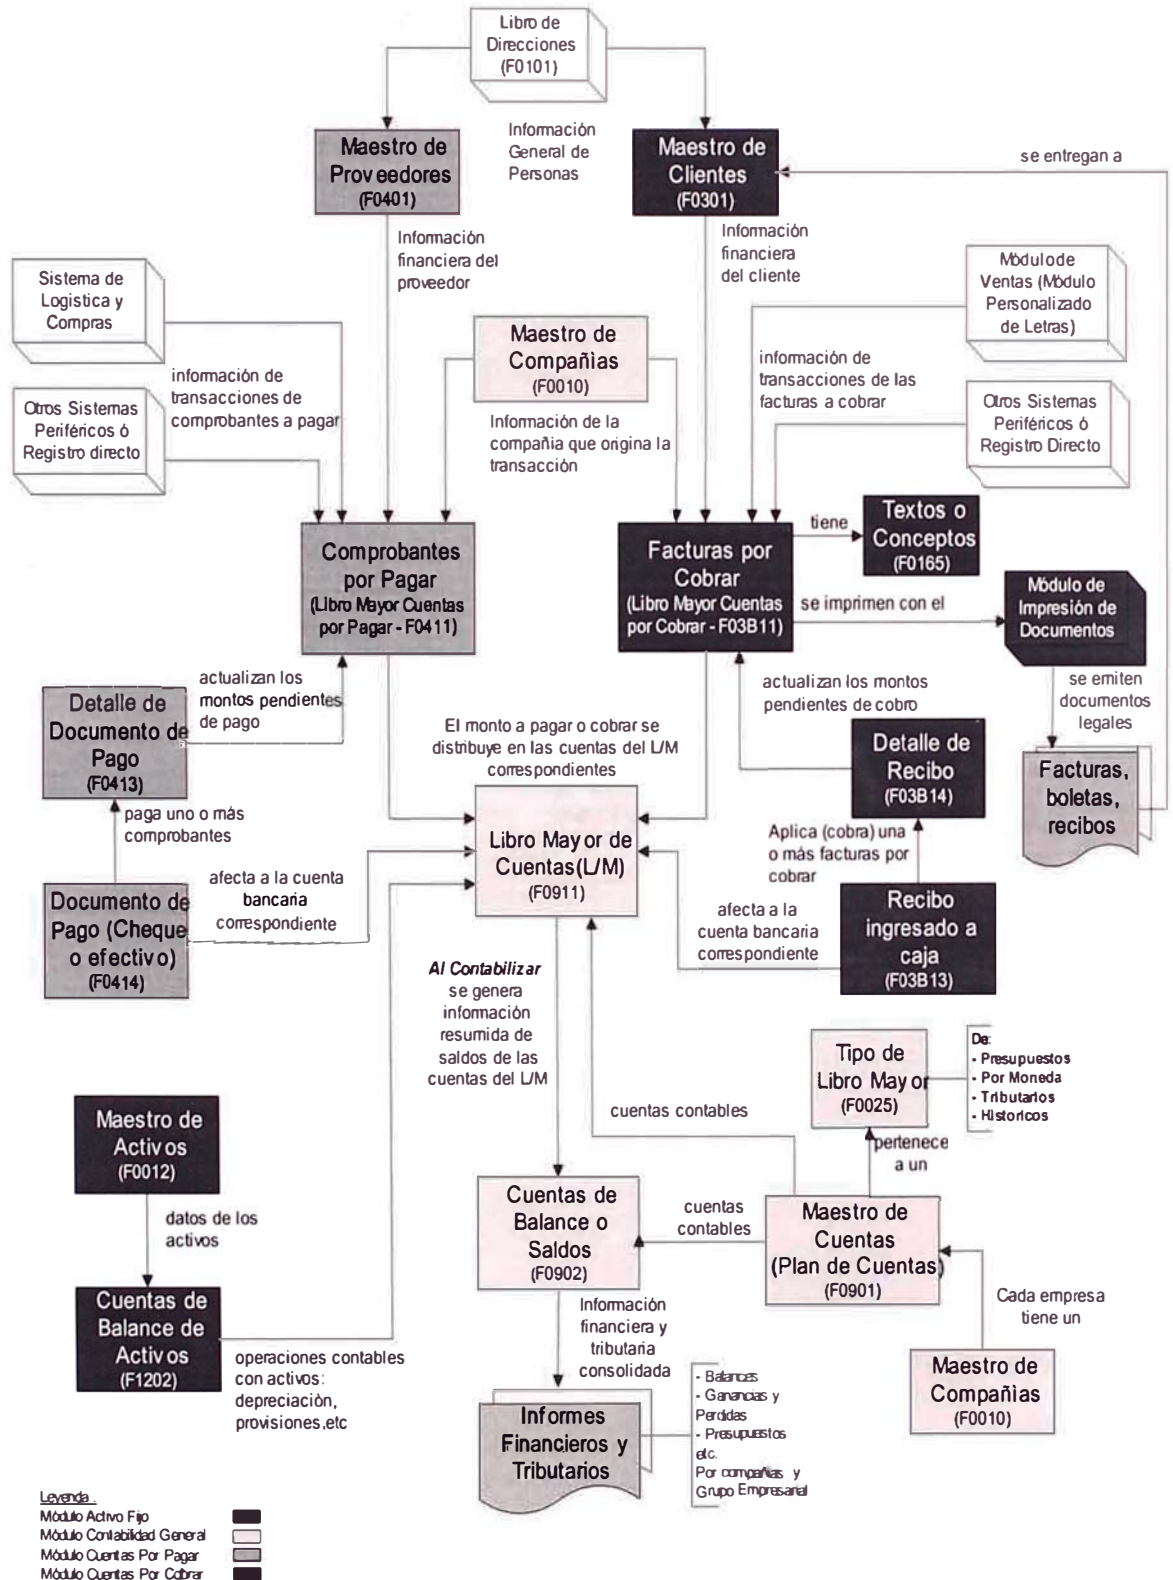 Libro de
Direcciones
(F0101)
Información
General de
Personas
Maestro de
Proveedores
(F0401)
Maestro de
Clientes
(F0301)
se entregan a
Información
financiera del
proveedor
Información
financiera
del cliente
Sistema de
Logistica y
Compras
Módulo de
Ventas (Módulo
Personalizado
de Letras)
Maestro de
Compañias
(F0010)
información de
transacciones de
comprobantes a pagar
información de
transacciones de las
facturas a cobrar
Otros Sistemas
Periféricos ó
Registro directo
Información de la
compañia que origina la
transacción
Otros Sistemas
Periféricos ó
Registro Directo
Comprobantes
por Pagar
(Libro Mayor Cuentas
por Pagar - F0411)
Facturas por
Cobrar
(Libro Mayor Cuentas
por Cobrar - F03B11)
tiene
Textos o
Conceptos
(F0165)
se imprimen con el
Módulo de
Impresión de
Documentos
actualizan los
montos pendientes
de pago
actualizan los montos
pendientes de cobro
se emiten
documentos
legales
Detalle de
Documento de
Pago
(F0413)
El monto a pagar o cobrar se
distribuye en las cuentas del L/M
correspondientes
Detalle de
Recibo
(F03B14)
Facturas,
boletas,
recibos
paga uno o más
comprobantes
Libro Mayor de
Cuentas(L/M)
(F0911)
Aplica (cobra) una
o más facturas por
cobrar
Documento de
Pago (Cheque
o efectivo)
(F0414)
afecta a la cuenta
bancaria
correspondiente
afecta a la
cuenta bancaria
correspondiente
Recibo
ingresado a
caja
(F03B13)
Al Contabilizar
se genera
información
resumida de
saldos de las
cuentas del L/M
Tipo de
Libro Mayor
(F0025)
De:
- Presupuestos
- Por Moneda
- Tributarios
- Historicos
cuentas contables
pertenece
a un
Maestro de
Activos
(F0012)
datos de los
activos
Cuentas de
Balance o
Saldos
(F0902)
cuentas
contables
Maestro de
Cuentas
(Plan de Cuentas)
(F0901)
Cuentas de
Balance de
Activos
(F1202)
Información
financiera y
tributaria
consolidada
Cada empresa
tiene un
operaciones contables
con activos:
depreciación,
provisiones,etc
Maestro de
Compañias
(F0010)
Informes
Financieros y
Tributarios
- Balances
- Ganancias y
Perdidas
- Presupuestos
etc.
Por compañias y
Grupo Empresarial
Leyenda :
Módulo Activo Fijo
Módulo Contabilidad General
Módulo Cuentas Por Pagar
Módulo Cuentas Por Cobrar